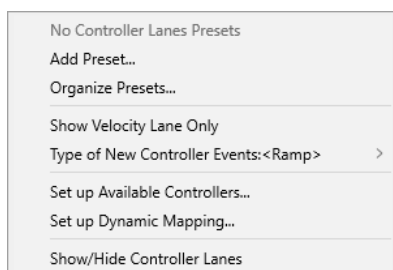 No Controller Lanes Presets
Add Preset...
Organize Presets...
Show Velocity Lane Only
Type of New Controller Events:<Ramp>
Set up Available Controllers...
Set up Dynamic Mapping...
Show/Hide Controller Lanes